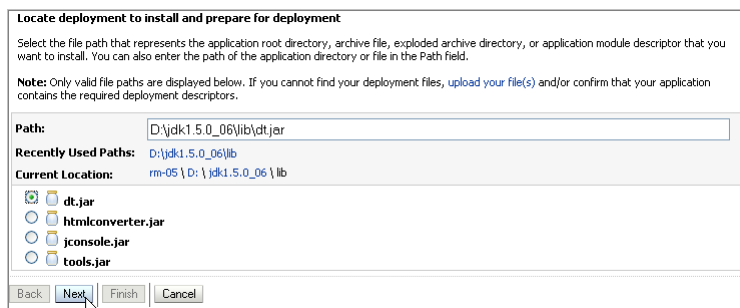 Locate deployment to install and prepare for deployment
Select the file path that represents the application root directory, archive file, exploded archive directory, or application module descriptor that you
want to install. You can also enter the path of the application directory or file in the Path field.
Note: Only valid file paths are displayed below. If you cannot find your deployment files, upload your file(s) and/or confirm that your application
contains the required deployment descriptors.
Path: D:\jdk1.5.0_06\lib\dt.jar
Recently Used Paths: D:\jdk1.5.0_06\lib
Current Location: rm-05 \ D: \ jdk1.5.0_06 \ lib
dt.jar
htmlconverter.jar
jconsole.jar
tools.jar
Back Next Finish Cancel